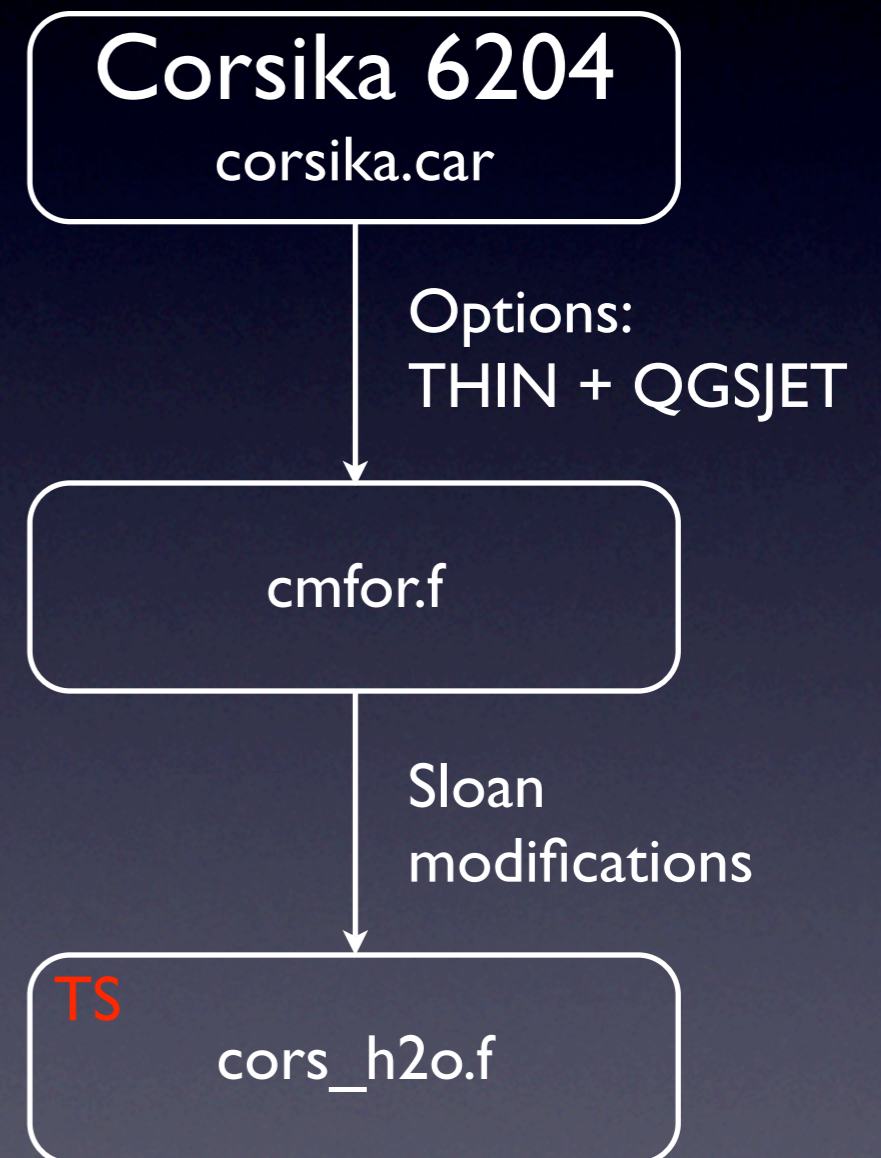 Corsika 6204
corsika.car
Options:
THIN + QGSJET
cmfor.f
Sloan
modifications
TS
cors_h2o.f